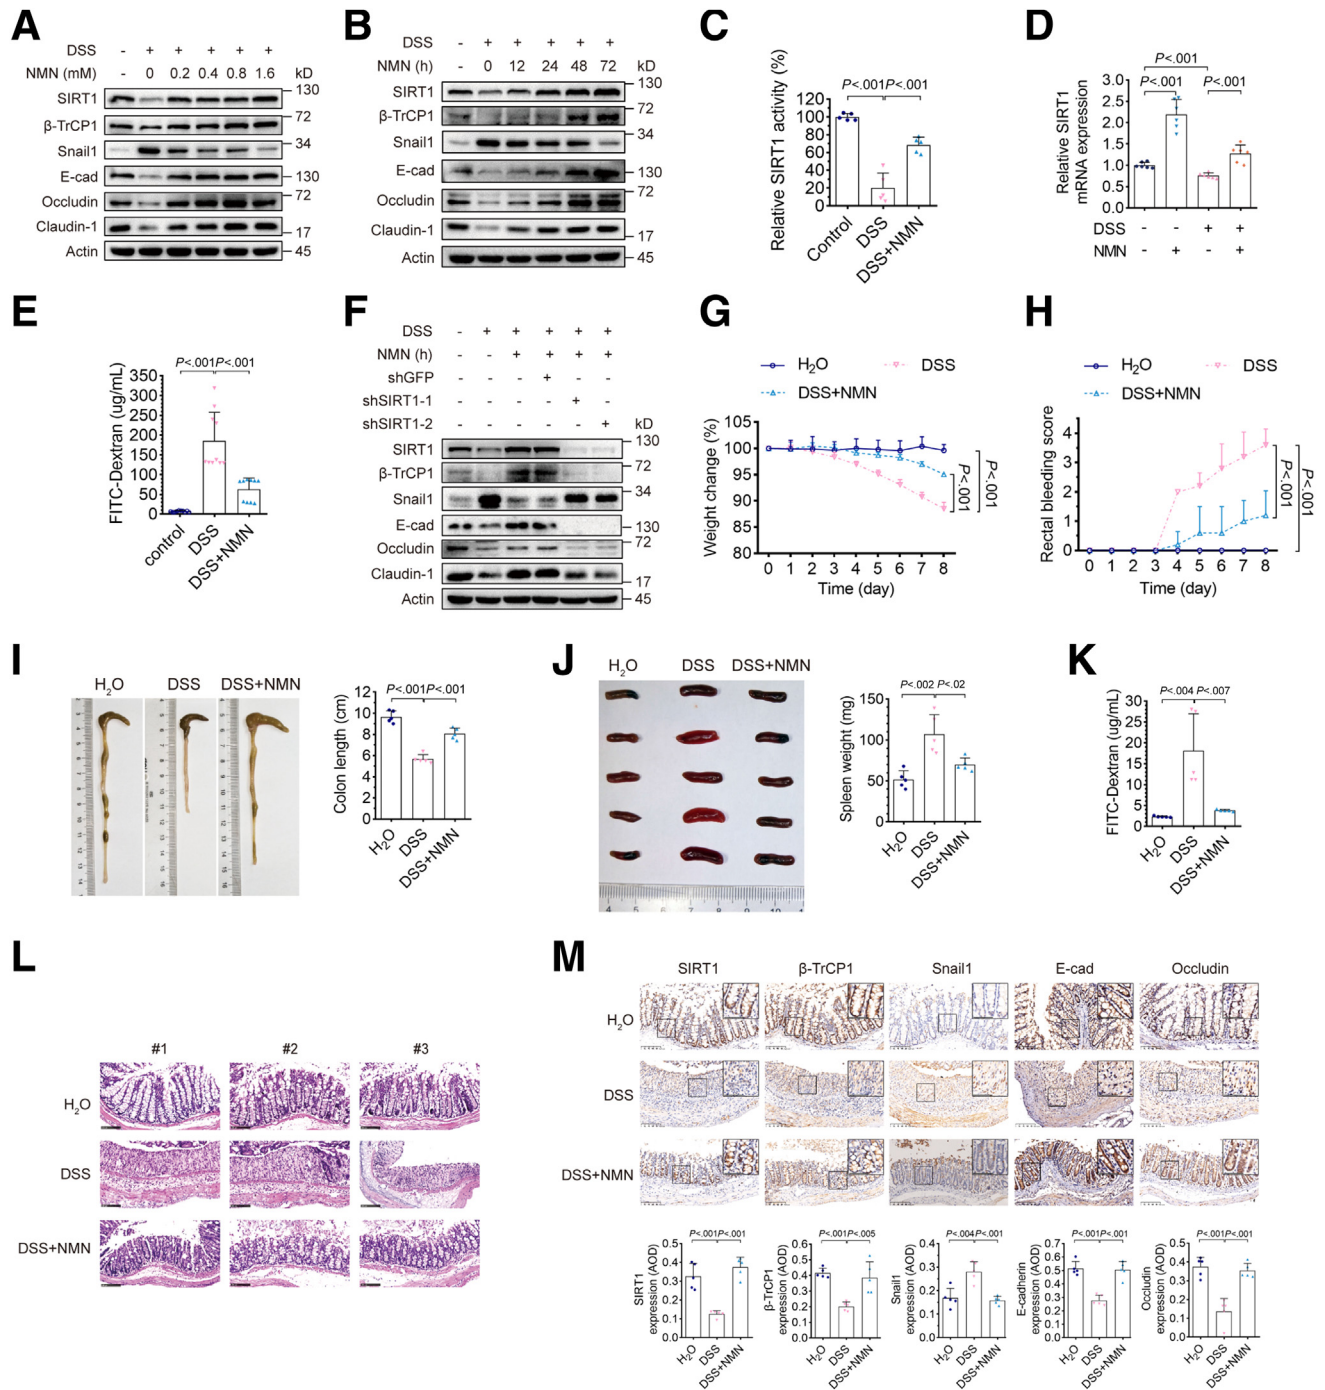 A
DSS - + + + + +
NMN (mM) - 0 0.2 0.4 0.8 1.6 kD
SIRT1 130
β-TrCP1 72
Snail1 34
E-cad 130
Occludin 72
Claudin-1 17
Actin 45
B
DSS - + + + + +
NMN (h) - 0 12 24 48 72 kD
SIRT1 130
β-TrCP1 72
Snail1 34
E-cad 130
Occludin 72
Claudin-1 17
Actin 45
C
Relative SIRT1 activity (%)
P<.001 P<.001
120
100
80
60
40
20
0
Control DSS DSS+NMN
D
Relative SIRT1
mRNA expression
P<.001
P<.001 P<.001
3.0
2.5
2.0
1.5
1.0
0.5
0.0
DSS - - + +
NMN - + - +
E
FITC-Dextran (ug/mL)
P<.001 P<.001
350
300
250
200
150
100
50
0
control DSS DSS+NMN
F
DSS - + + + + +
NMN (h) - - + + + +
shGFP - - - + - -
shSIRT1-1 - - - - + -
shSIRT1-2 - - - - - + kD
SIRT1 130
β-TrCP1 72
Snail1 34
E-cad 130
Occludin 72
Claudin-1 17
Actin 45
G
H2O DSS
DSS+NMN
Weight change (%)
105
100
95
90
85
80
0 1 2 3 4 5 6 7 8
Time (day)
P<.001
P<.001
H
H2O DSS
DSS+NMN
Rectal bleeding score
4
3
2
1
0
0 1 2 3 4 5 6 7 8
Time (day)
P<.001
P<.001
I
H2O DSS DSS+NMN
Colon length (cm)
P<.001 P<.001
12
10
8
6
4
2
0
H2O DSS DSS+NMN
J
H2O DSS DSS+NMN
4 5 6 7 8 9 10
Spleen weight (mg)
P<.002 P<.02
150
100
50
0
H2O DSS DSS+NMN
K
FITC-Dextran (ug/mL)
P<.004 P<.007
30
25
20
15
10
5
0
H2O DSS DSS+NMN
L
#1 #2 #3
H2O
DSS
DSS+NMN
M
SIRT1 β-TrCP1 Snail1 E-cad Occludin
H2O
DSS
DSS+NMN
SIRT1
expression (AOD)
P<.001 P<.001
0.5
0.4
0.3
0.2
0.1
0.0
H2O DSS DSS+NMN
β-TrCP1
expression (AOD)
P<.001 P<.005
0.6
0.5
0.4
0.3
0.2
0.1
0.0
H2O DSS DSS+NMN
Snail1
expression (AOD)
P<.004 P<.001
0.4
0.3
0.2
0.1
0
H2O DSS DSS+NMN
E-cadherin
expression (AOD)
P<.001 P<.001
0.7
0.6
0.5
0.4
0.3
0.2
0.1
0.0
H2O DSS DSS+NMN
Occludin
expression (AOD)
P<.001 P<.001
0.5
0.4
0.3
0.2
0.1
0.0
H2O DSS DSS+NMN